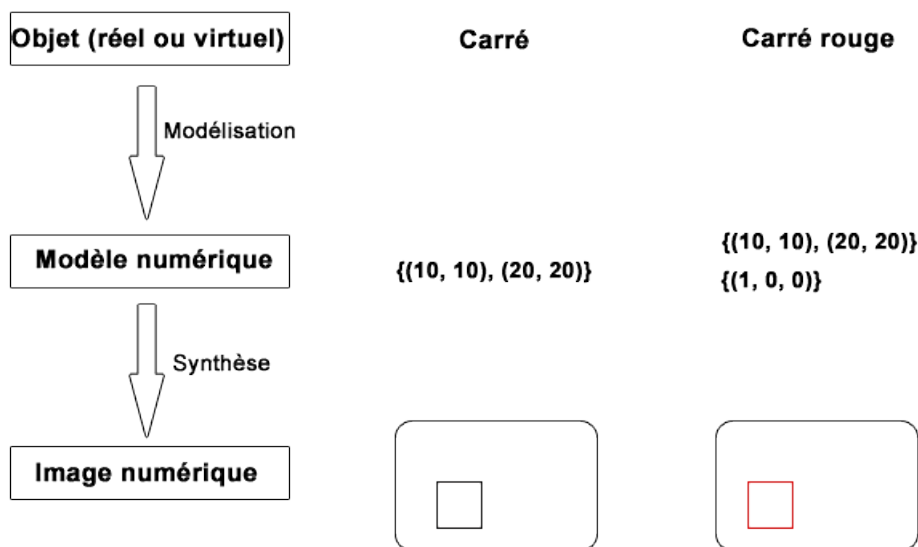 Objet (réel ou virtuel)
Carré
Carré rouge
Modélisation
Modèle numérique
{(10, 10), (20, 20)}
{(10, 10), (20, 20)}
{(1, 0, 0)}
Synthèse
Image numérique